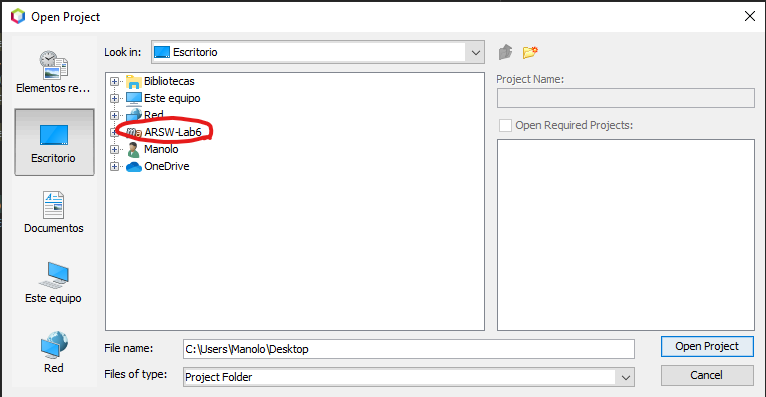 Open Project
Look in:
Escritorio
Elementos re...
Escritorio
Documentos
Este equipo
Red
Bibliotecas
Este equipo
Red
ARSW-Lab6
Manolo
OneDrive
Project Name:
Open Required Projects:
File name:
C:\Users\Manolo\Desktop
Open Project
Files of type:
Project Folder
Cancel